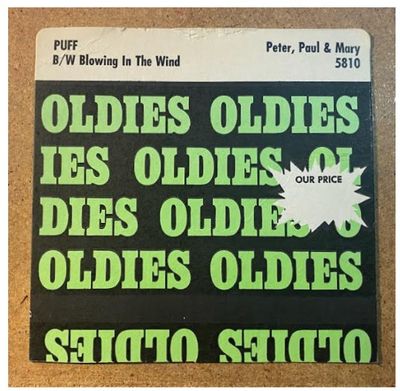 PUFF Peter, Paul & Mary
B/W Blowing In The Wind 5810
OLDIES OLDIES
IES OLDIES OL
OUR PRICE
DIES OLDIES O
OLDIES OLDIES
OLDIES OLDIES